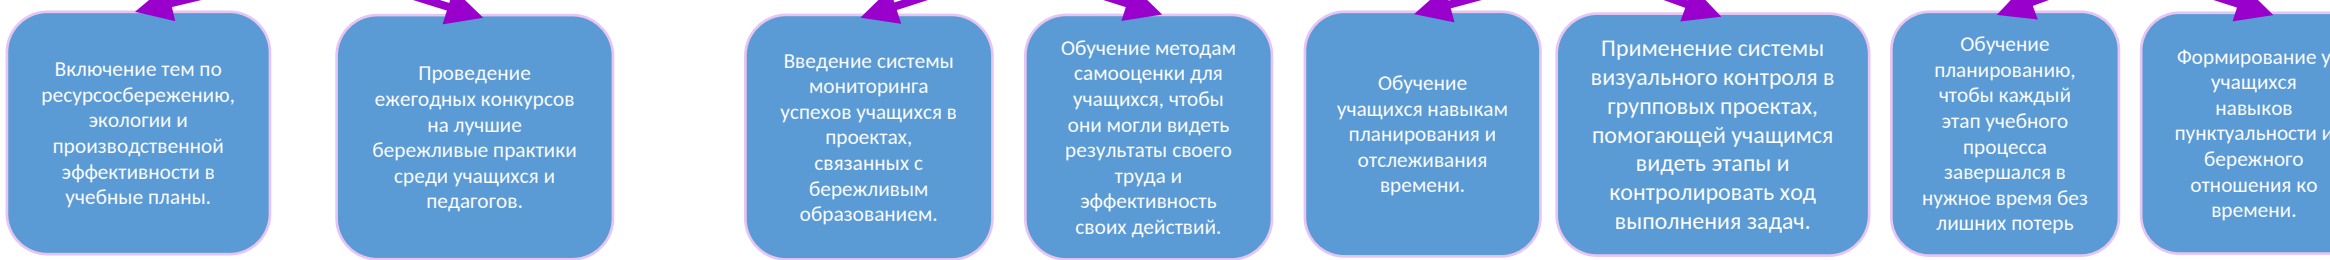 Включение тем по
ресурсосбережению,
экологии и
производственной
эффективности в
учебные планы.
Проведение
ежегодных конкурсов
на лучшие
бережливые практики
среди учащихся и
педагогов.
Введение системы
мониторинга
успехов учащихся в
проектах,
связанных с
бережливым
образованием.
Обучение методам
самооценки для
учащихся, чтобы
они могли видеть
результаты своего
труда и
эффективность
своих действий.
Обучение
учащихся навыкам
планирования и
отслеживания
времени.
Применение системы
визуального контроля в
групповых проектах,
помогающей учащимся
видеть этапы и
контролировать ход
выполнения задач.
Обучение
планированию,
чтобы каждый
этап учебного
процесса
завершался в
нужное время без
лишних потерь
Формирование у
учащихся
навыков
пунктуальности и
бережного
отношения ко
времени.